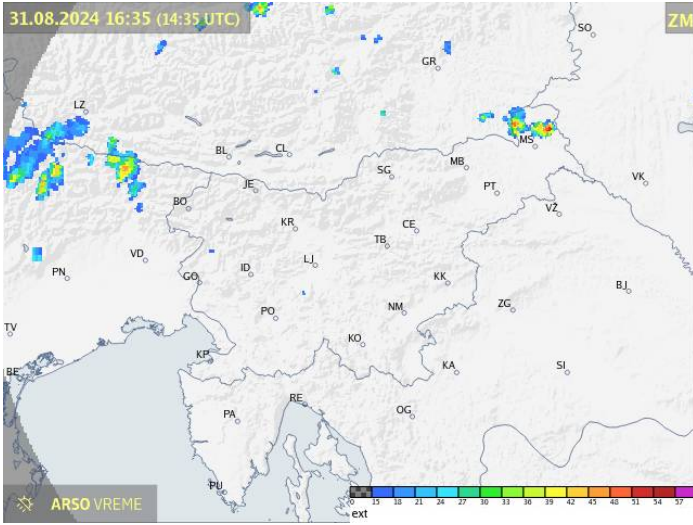 31.08.2024 16:35 (14:35 UTC)
ZM
SO
GR
LZ
MS
BL
CL
MB
SG
VK
JE
PT
BO
VŽ
KR
CE
TB
VD
LJ
PN
GO
ID
KK
BJ
NM
ZG
PO
TV
KO
KP
KA
SI
BE
RE
OG
PA
PU
ARSO VREME
0 15 18 21 24 27 30 33 36 39 42 45 48 51 54 57
ext